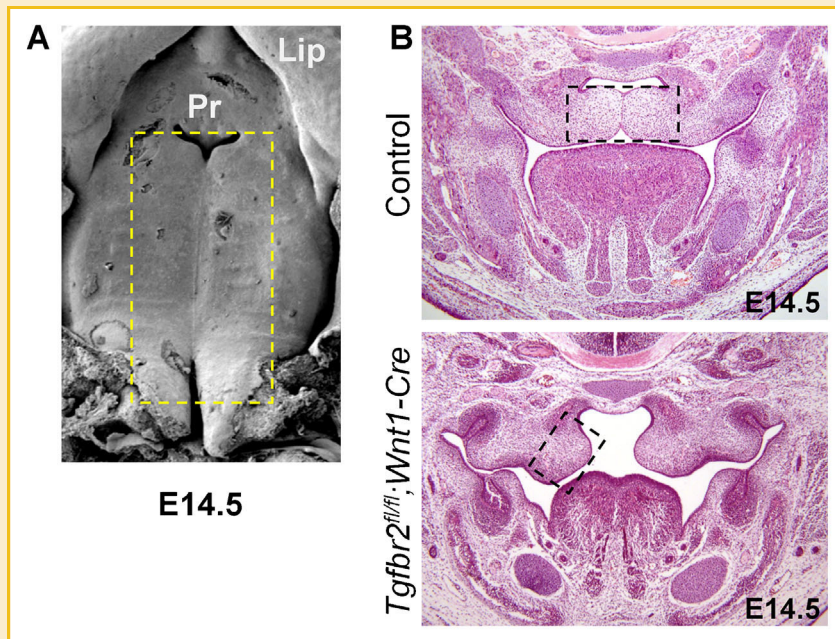 A
Lip
Pr
E14.5
B
Control
E14.5
Tgfbr2fl/fl;Wnt1-Cre
E14.5